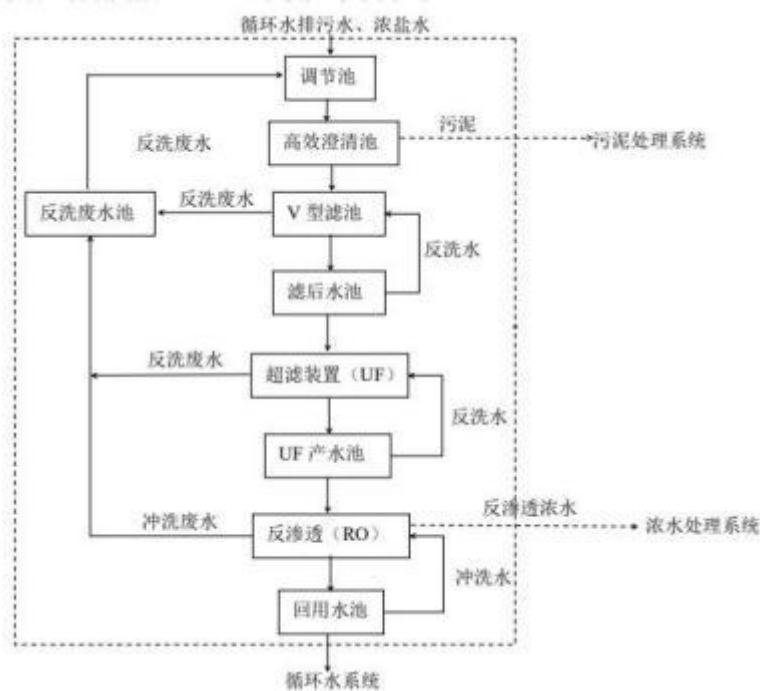 循环水排污水、浓盐水
调节池
反洗废水
高效澄清池
污泥
污泥处理系统
反洗废水池
反洗废水
V 型滤池
反洗水
滤后水池
反洗废水
超滤装置（UF）
反洗水
UF 产水池
冲洗废水
反渗透（RO）
反渗透浓水
浓水处理系统
冲洗水
回用水池
循环水系统